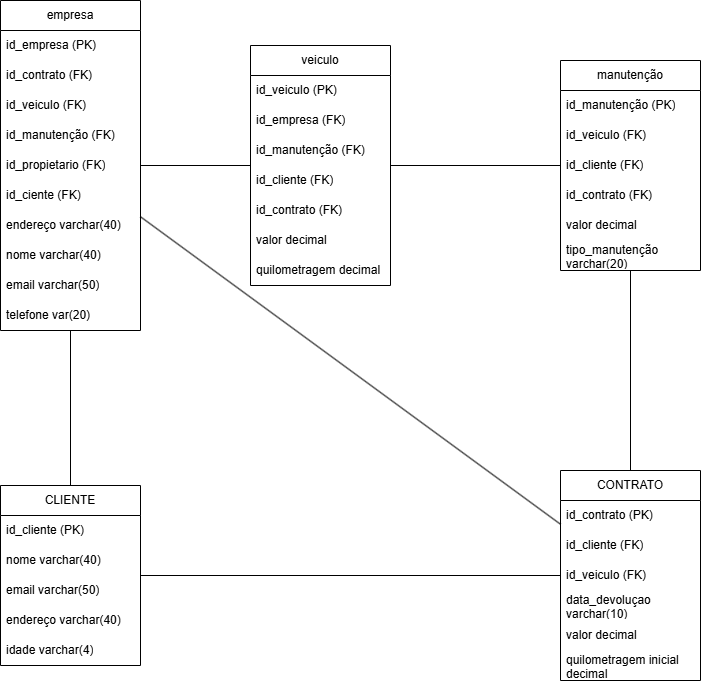 empresa
id_empresa (PK)
id_contrato (FK)
id_veiculo (FK)
id_manutenção (FK)
id_propietario (FK)
id_ciente (FK)
endereço varchar(40)
nome varchar(40)
email varchar(50)
telefone var(20)
veiculo
id_veiculo (PK)
id_empresa (FK)
id_manutenção (FK)
id_cliente (FK)
id_contrato (FK)
valor decimal
quilometragem decimal
manutenção
id_manutenção (PK)
id_veiculo (FK)
id_cliente (FK)
id_contrato (FK)
valor decimal
tipo_manutenção
varchar(20)
CLIENTE
id_cliente (PK)
nome varchar(40)
email varchar(50)
endereço varchar(40)
idade varchar(4)
CONTRATO
id_contrato (PK)
id_cliente (FK)
id_veiculo (FK)
data_devoluçao
varchar(10)
valor decimal
quilometragem inicial
decimal